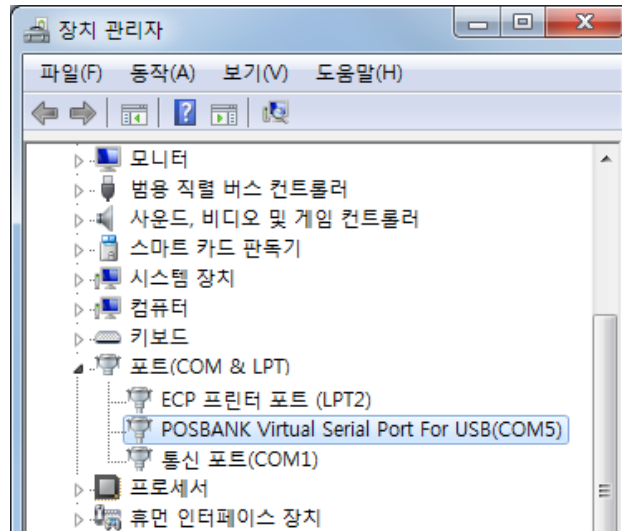 장치 관리자
파일(F) 동작(A) 보기(V) 도움말(H)
모니터
범용 직렬 버스 컨트롤러
사운드, 비디오 및 게임 컨트롤러
스마트 카드 판독기
시스템 장치
컴퓨터
키보드
포트(COM & LPT)
ECP 프린터 포트 (LPT2)
POSBANK Virtual Serial Port For USB(COM5)
통신 포트(COM1)
프로세서
휴먼 인터페이스 장치